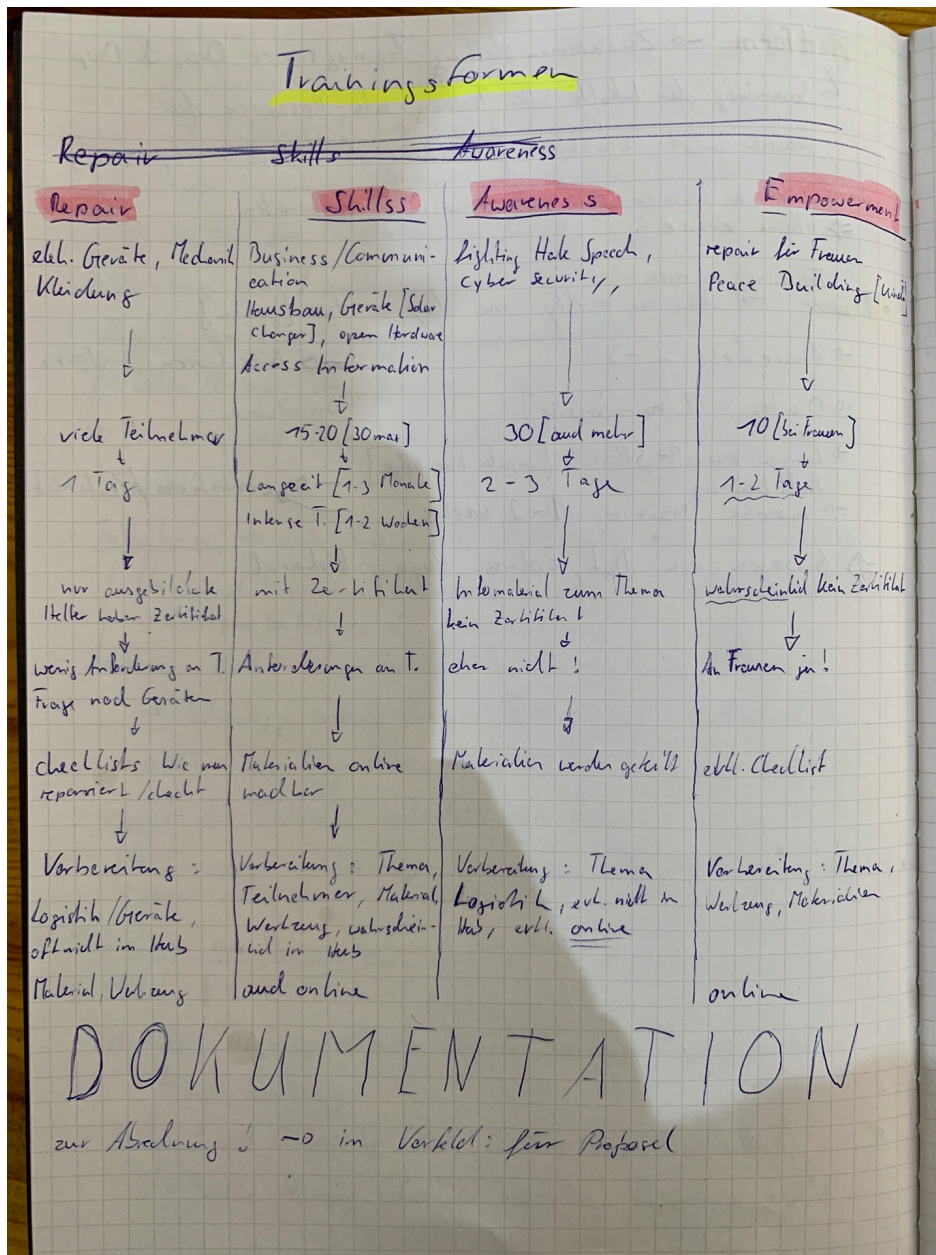 Trainingsformen
Repair Skills Awareness
Repair
elek. Geräte, Mechanik
Kleidung
viele Teilnehmer
1 Tag
nur ausgebildete
Helfer haben Zertifikat
wenig Anforderung an T.
Frage nach Geräten
checklists Wie man
repariert/checkt
Vorbereitung:
Logistik/Geräte,
oft nicht im Hub
Material, Werkzeug
Skillss
Business/Communi-
cation
Hausbau, Geräte [Solar
Charger], open Hardware
Access Information
15-20 [30 max]
Langzeit [1-3 Monate]
Intense T. [1-2 Wochen]
mit Zertifikat
Anforderungen an T.
Materialien online
machbar
Vorbereitung: Thema,
Teilnehmer, Material,
Werkzeug, wahrschein-
lich im Hub
auch online
Awareness
fighting Hate Speech,
cyber security,
30 [und mehr]
2-3 Tage
Infomaterial zum Thema
kein Zertifikat
eher nicht!
Materialien werden geteilt
Vorbereitung: Thema
Logistik, evt. nicht im
Hub, evtl. online
Empowerment
repair für Frauen
Peace Building
10 [bei Frauen]
1-2 Tage
wahrscheinlich kein Zertifikat
An Frauen ja!
evtl. Checklist
Vorbereitung: Thema,
Werkzeug, Materialien
online
DOKUMENTATION
zur Abrechnung! → im Vorfeld: für Proposal